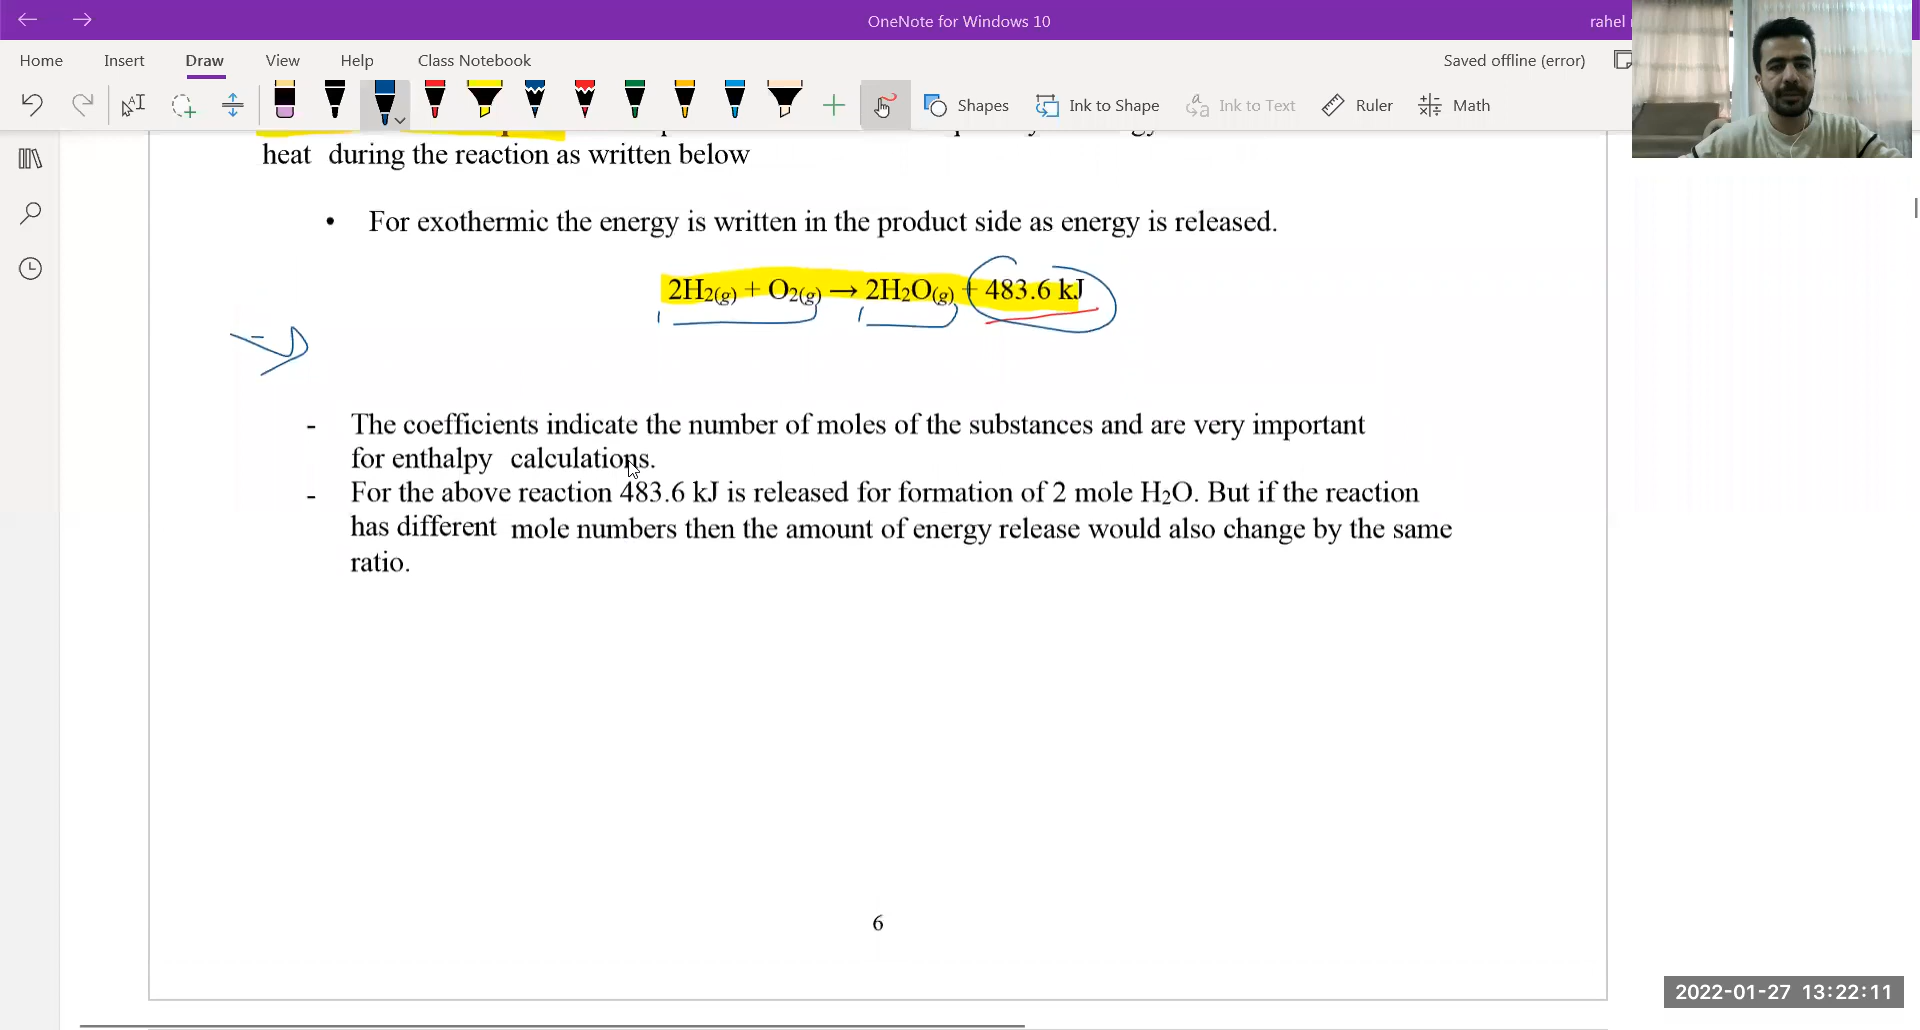 OneNote for Windows 10
rahel
Home Insert Draw View Help Class Notebook
Saved offline (error)
Shapes Ink to Shape Ink to Text Ruler Math
heat during the reaction as written below
• For exothermic the energy is written in the product side as energy is released.
2H2(g) + O2(g) → 2H2O(g) + 483.6 kJ
- The coefficients indicate the number of moles of the substances and are very important
for enthalpy calculations.
- For the above reaction 483.6 kJ is released for formation of 2 mole H2O. But if the reaction
has different mole numbers then the amount of energy release would also change by the same
ratio.
6
2022-01-27 13:22:11